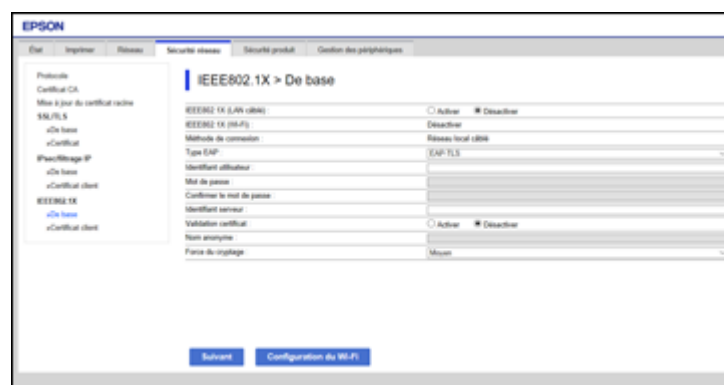 EPSON
État Imprimer Réseau Sécurité réseau Sécurité produit Gestion des périphériques
Protocole
Certificat CA
Mise à jour du certificat racine
SSL/TLS
»De base
»Certificat
IPsec/filtrage IP
»De base
»Certificat client
IEEE802.1X
»De base
»Certificat client
IEEE802.1X > De base
IEEE802.1X (LAN câblé) : Activer Désactiver
IEEE802.1X (Wi-Fi) : Désactiver
Méthode de connexion : Réseau local câblé
Type EAP : EAP-TLS
Identifiant utilisateur :
Mot de passe :
Confirmer le mot de passe :
Identifiant serveur :
Validation certificat : Activer Désactiver
Nom anonyme :
Force du cryptage : Moyen
Suivant Configuration du Wi-Fi